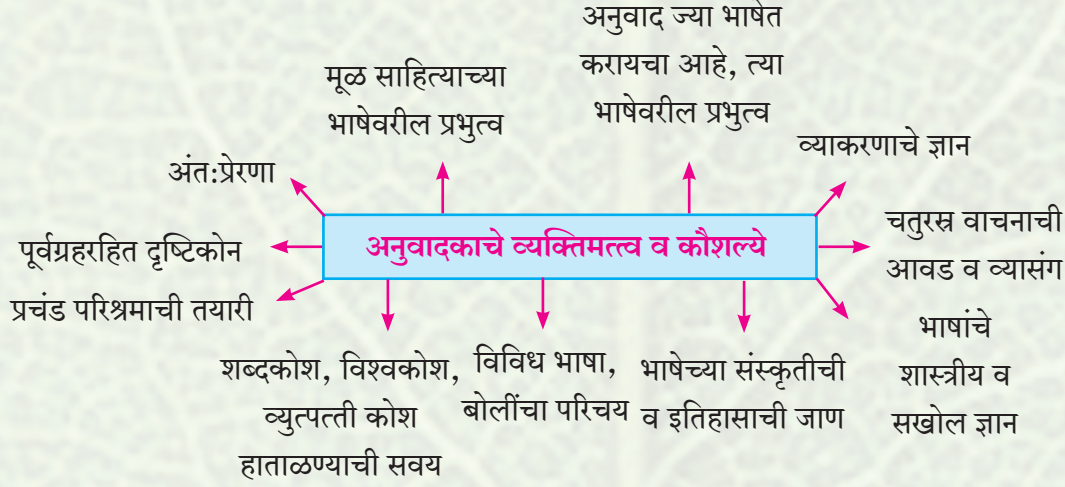 अनुवाद ज्या भाषेत
करायचा आहे, त्या
भाषेवरील प्रभुत्व
मूळ साहित्याच्या
भाषेवरील प्रभुत्व
व्याकरणाचे ज्ञान
अंत:प्रेरणा
चतुरस्र वाचनाची
आवड व व्यासंग
अनुवादकाचे व्यक्तिमत्त्व व कौशल्ये
पूर्वग्रहरहित दृष्टिकोन
प्रचंड परिश्रमाची तयारी
भाषांचे
शास्त्रीय व
सखोल ज्ञान
शब्दकोश, विश्वकोश,
व्युत्पत्ती कोश
हाताळण्याची सवय
विविध भाषा,
बोलींचा परिचय
भाषेच्या संस्कृतीची
व इतिहासाची जाण